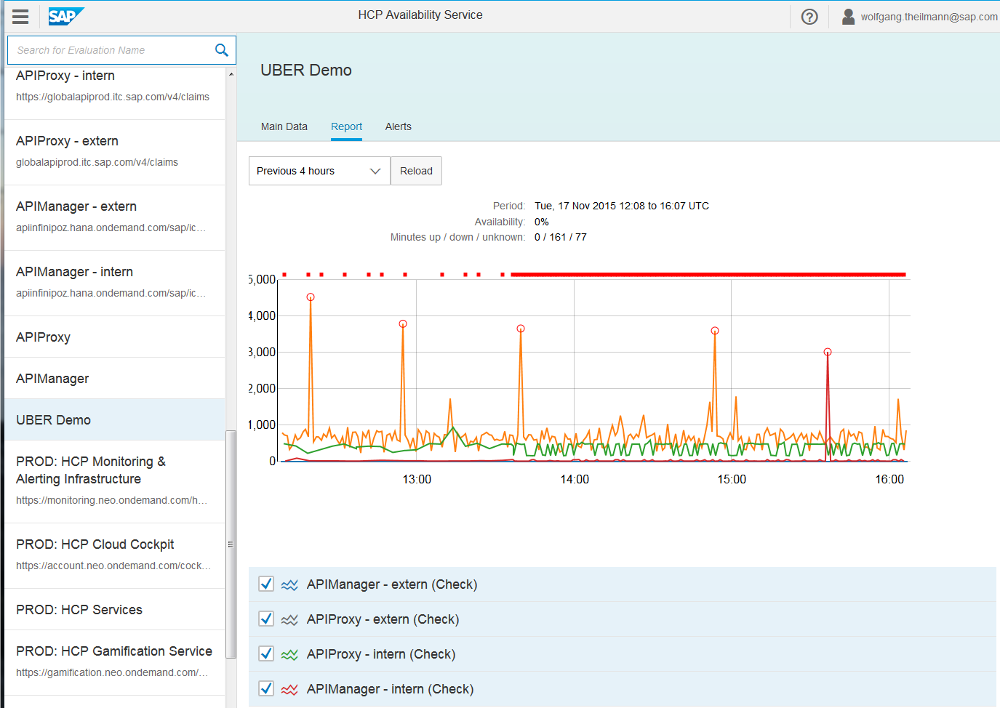 SAP
HCP Availability Service
wolfgang.theilmann@sap.com
Search for Evaluation Name
APIProxy - intern
https://globalapiprod.itc.sap.com/v4/claims
APIProxy - extern
globalapiprod.itc.sap.com/v4/claims
APIManager - extern
apiinfinipoz.hana.ondemand.com/sap/ic...
APIManager - intern
apiinfinipoz.hana.ondemand.com/sap/ic...
APIProxy
APIManager
UBER Demo
PROD: HCP Monitoring &
Alerting Infrastructure
https://monitoring.neo.ondemand.com/h...
PROD: HCP Cloud Cockpit
https://account.neo.ondemand.com/cock...
PROD: HCP Services
PROD: HCP Gamification Service
https://gamification.neo.ondemand.com/...
UBER Demo
Main Data Report Alerts
Previous 4 hours Reload
Period: Tue, 17 Nov 2015 12:08 to 16:07 UTC
Availability: 0%
Minutes up / down / unknown: 0 / 161 / 77
5,000
4,000
3,000
2,000
1,000
0
13:00 14:00 15:00 16:00
APIManager - extern (Check)
APIProxy - extern (Check)
APIProxy - intern (Check)
APIManager - intern (Check)